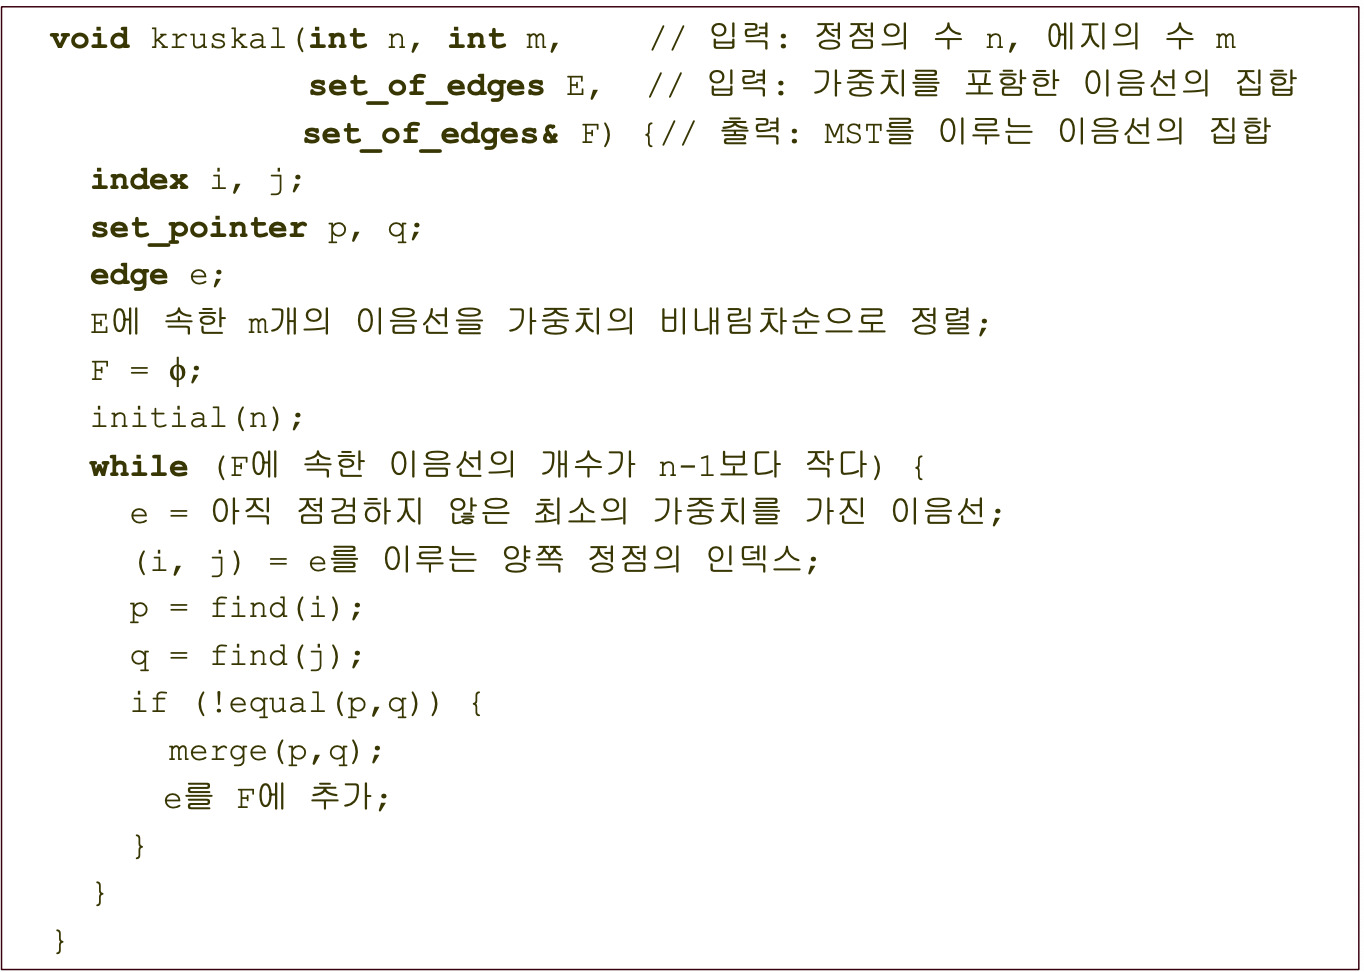 void kruskal(int n, int m,    // 입력: 정점의 수 n, 에지의 수 m
             set_of_edges E,  // 입력: 가중치를 포함한 이음선의 집합
             set_of_edges& F) {// 출력: MST를 이루는 이음선의 집합
  index i, j;
  set_pointer p, q;
  edge e;
  E에 속한 m개의 이음선을 가중치의 비내림차순으로 정렬;
  F = ϕ;
  initial(n);
  while (F에 속한 이음선의 개수가 n-1보다 작다) {
    e = 아직 점검하지 않은 최소의 가중치를 가진 이음선;
    (i, j) = e를 이루는 양쪽 정점의 인덱스;
    p = find(i);
    q = find(j);
    if (!equal(p,q)) {
      merge(p,q);
      e를 F에 추가;
    }
  }
}